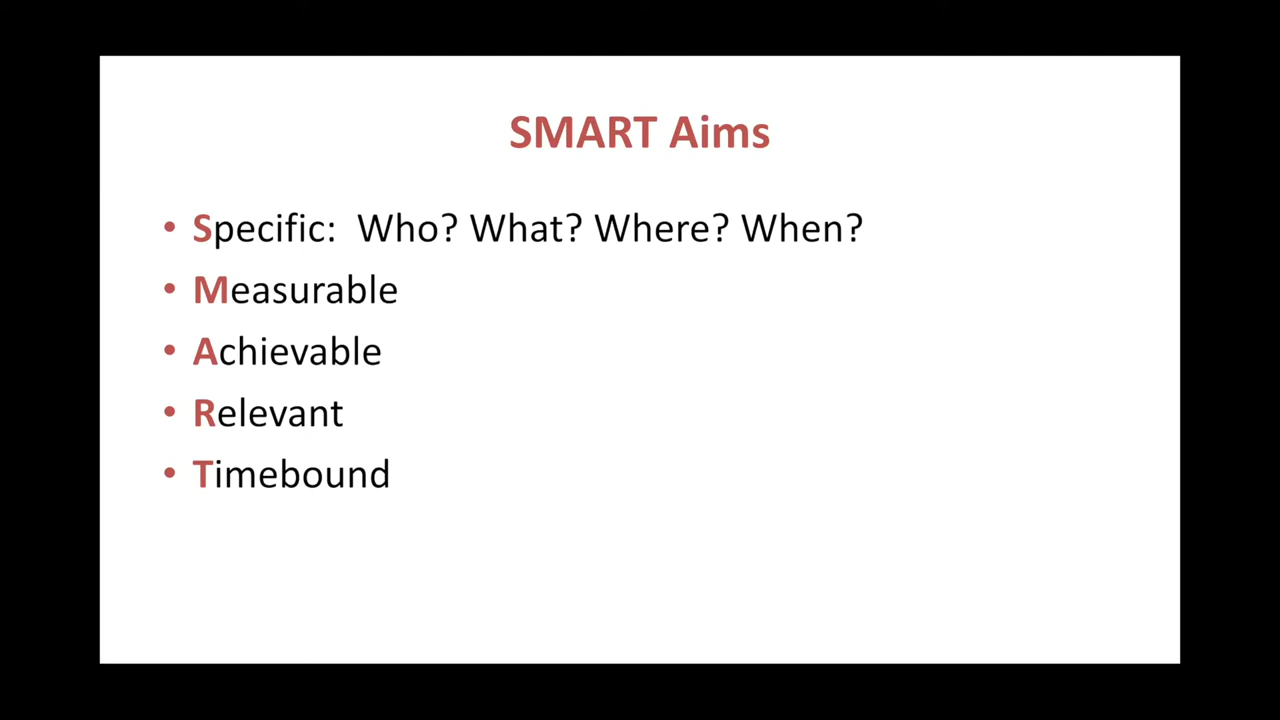 SMART Aims
• Specific:  Who? What? Where? When?
• Measurable
• Achievable
• Relevant
• Timebound